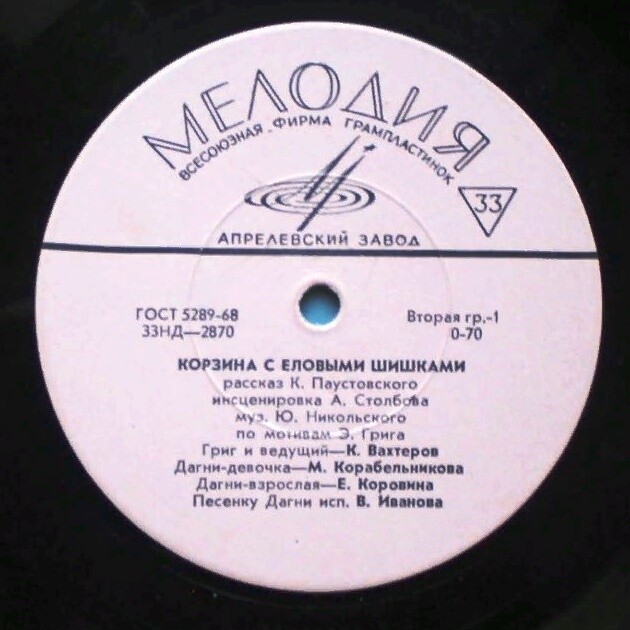 МЕЛОДИЯ
ВСЕСОЮЗНАЯ ФИРМА ГРАМПЛАСТИНОК
33
АПРЕЛЕВСКИЙ ЗАВОД
ГОСТ 5289-68
33НД—2870
Вторая гр.-1
0-70
КОРЗИНА С ЕЛОВЫМИ ШИШКАМИ
рассказ К. Паустовского
инсценировка А. Столбова
муз. Ю. Никольского
по мотивам Э. Грига
Григ и ведущий—К. Вахтеров
Дагни-девочка—М. Корабельникова
Дагни-взрослая—Е. Коровина
Песенку Дагни исп. В. Иванова